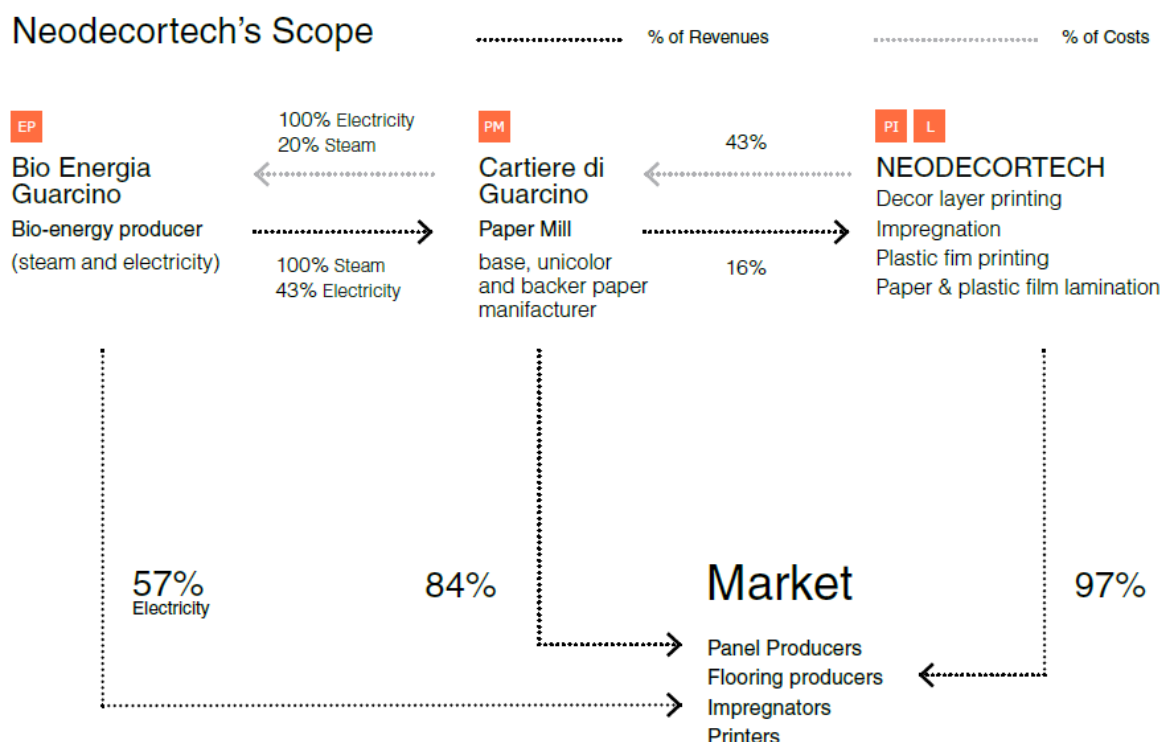 Neodecortech's Scope
% of Revenues
% of Costs
EP
Bio Energia
Guarcino
Bio-energy producer
(steam and electricity)
100% Electricity
20% Steam
100% Steam
43% Electricity
PM
Cartiere di
Guarcino
Paper Mill
base, unicolor
and backer paper
manifacturer
43%
16%
PI L
NEODECORTECH
Decor layer printing
Impregnation
Plastic fim printing
Paper & plastic film lamination
57%
Electricity
84%
Market
97%
Panel Producers
Flooring producers
Impregnators
Printers